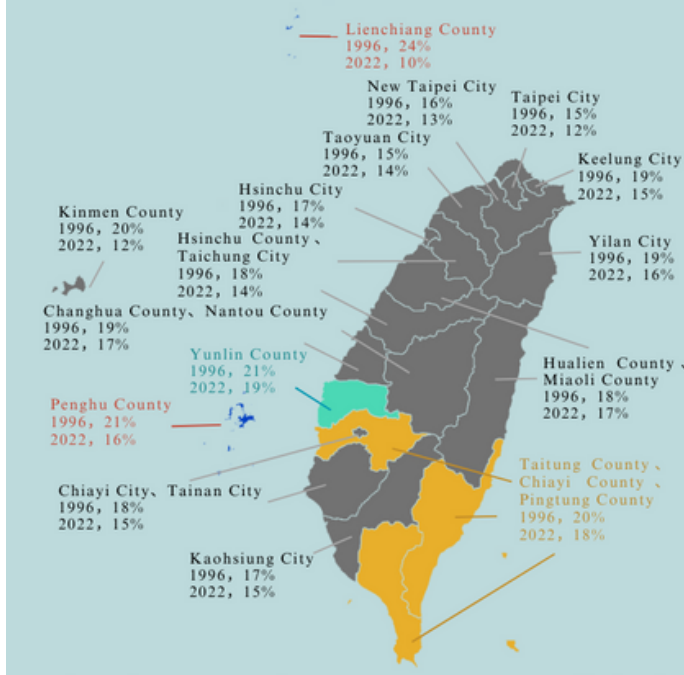 Lienchiang County
1996, 24%
2022, 10%
New Taipei City
1996, 16%
2022, 13%
Taipei City
1996, 15%
2022, 12%
Taoyuan City
1996, 15%
2022, 14%
Keelung City
1996, 19%
2022, 15%
Hsinchu City
1996, 17%
2022, 14%
Kinmen County
1996, 20%
2022, 12%
Hsinchu County、
Taichung City
1996, 18%
2022, 14%
Yilan City
1996, 19%
2022, 16%
Changhua County、Nantou County
1996, 19%
2022, 17%
Yunlin County
1996, 21%
2022, 19%
Hualien County、
Miaoli County
1996, 18%
2022, 17%
Penghu County
1996, 21%
2022, 16%
Taitung County、
Chiayi County、
Pingtung County
1996, 20%
2022, 18%
Chiayi City、Tainan City
1996, 18%
2022, 15%
Kaohsiung City
1996, 17%
2022, 15%